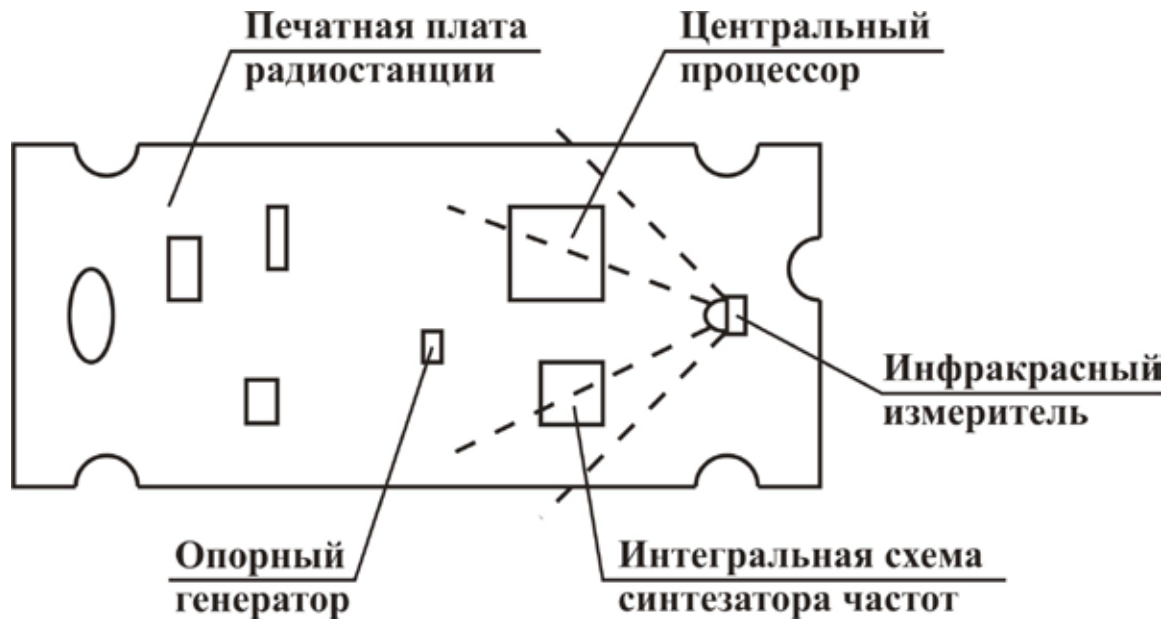 Печатная плата
радиостанции
Центральный
процессор
Инфракрасный
измеритель
Опорный
генератор
Интегральная схема
синтезатора частот